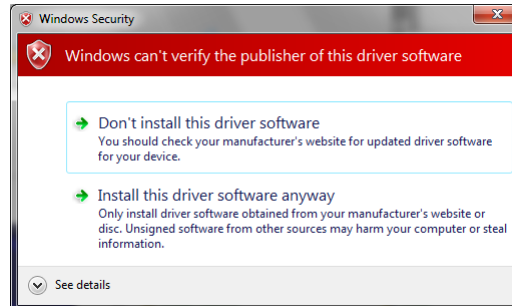 Windows Security
Windows can't verify the publisher of this driver software
Don't install this driver software
You should check your manufacturer's website for updated driver software
for your device.
Install this driver software anyway
Only install driver software obtained from your manufacturer's website or
disc. Unsigned software from other sources may harm your computer or steal
information.
See details